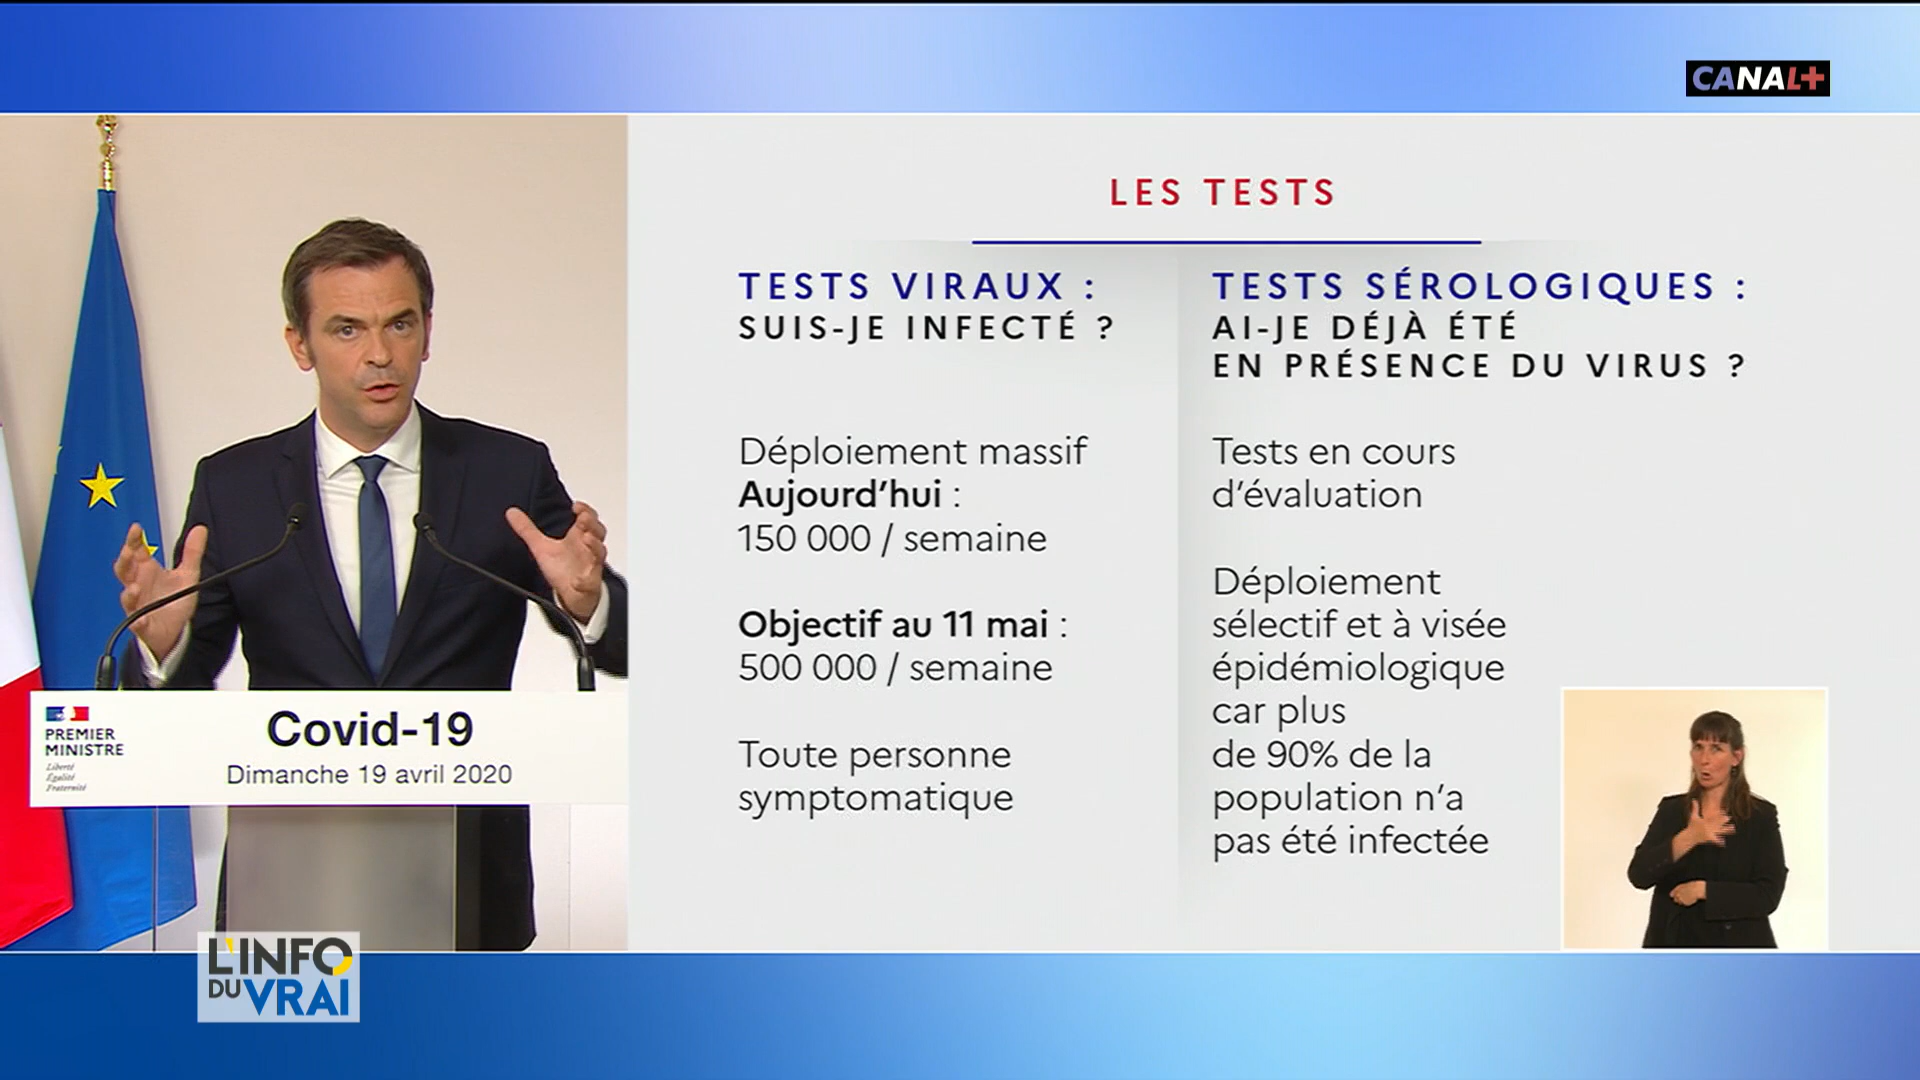 CANAL+
LES TESTS
TESTS VIRAUX :
SUIS-JE INFECTÉ ?
Déploiement massif
Aujourd’hui :
150 000 / semaine
Objectif au 11 mai :
500 000 / semaine
Toute personne
symptomatique
TESTS SÉROLOGIQUES :
AI-JE DÉJÀ ÉTÉ
EN PRÉSENCE DU VIRUS ?
Tests en cours
d’évaluation
Déploiement
sélectif et à visée
épidémiologique
car plus
de 90% de la
population n’a
pas été infectée
PREMIER
MINISTRE
Liberté
Égalité
Fraternité
Covid-19
Dimanche 19 avril 2020
L'INFO
DU VRAI